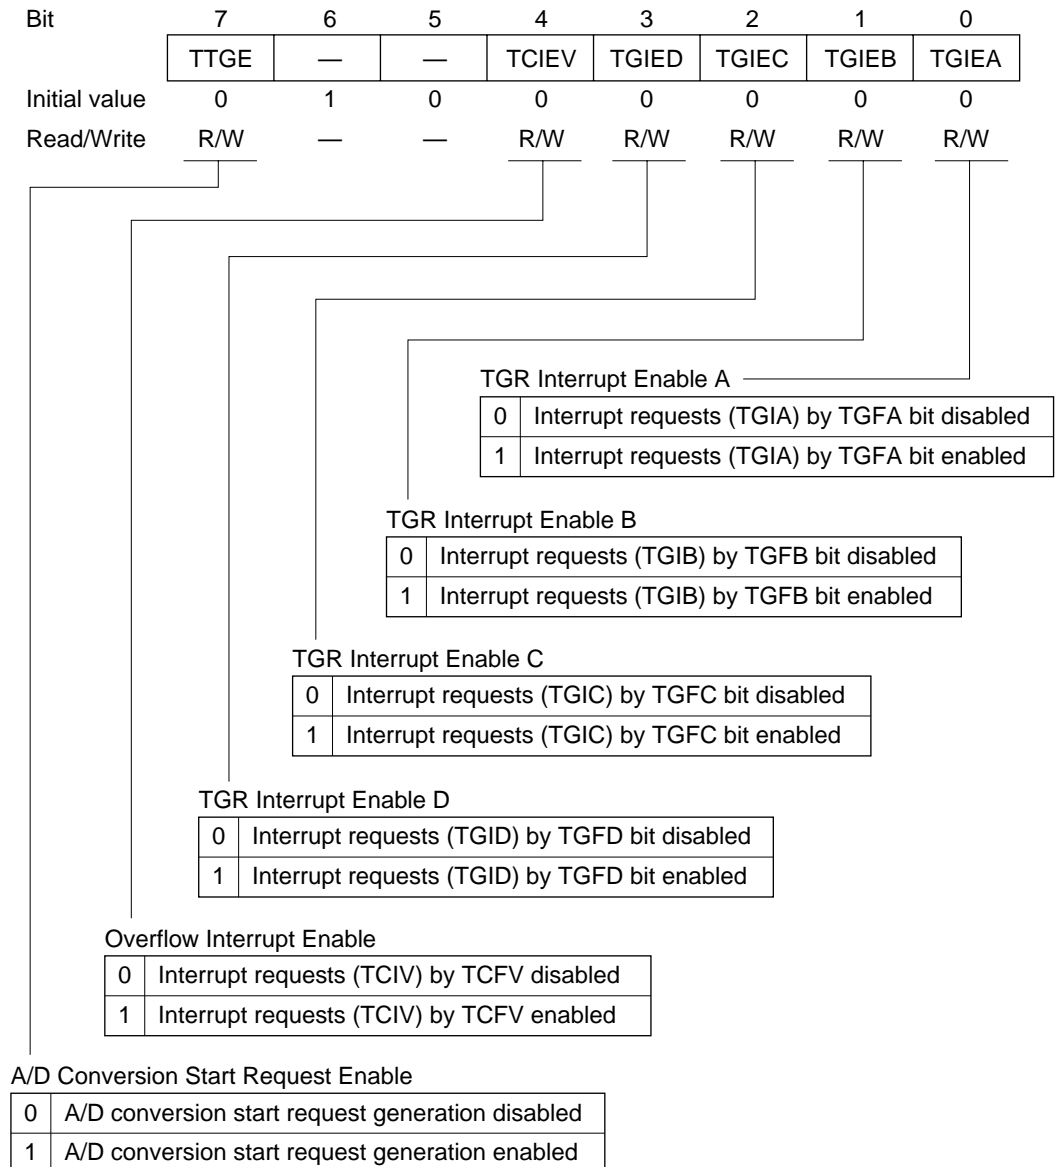 Bit 7 6 5 4 3 2 1 0
TTGE — — TCIEV TGIED TGIEC TGIEB TGIEA
Initial value 0 1 0 0 0 0 0 0
Read/Write R/W — — R/W R/W R/W R/W R/W
TGR Interrupt Enable A
0 Interrupt requests (TGIA) by TGFA bit disabled
1 Interrupt requests (TGIA) by TGFA bit enabled
TGR Interrupt Enable B
0 Interrupt requests (TGIB) by TGFB bit disabled
1 Interrupt requests (TGIB) by TGFB bit enabled
TGR Interrupt Enable C
0 Interrupt requests (TGIC) by TGFC bit disabled
1 Interrupt requests (TGIC) by TGFC bit enabled
TGR Interrupt Enable D
0 Interrupt requests (TGID) by TGFD bit disabled
1 Interrupt requests (TGID) by TGFD bit enabled
Overflow Interrupt Enable
0 Interrupt requests (TCIV) by TCFV disabled
1 Interrupt requests (TCIV) by TCFV enabled
A/D Conversion Start Request Enable
0 A/D conversion start request generation disabled
1 A/D conversion start request generation enabled